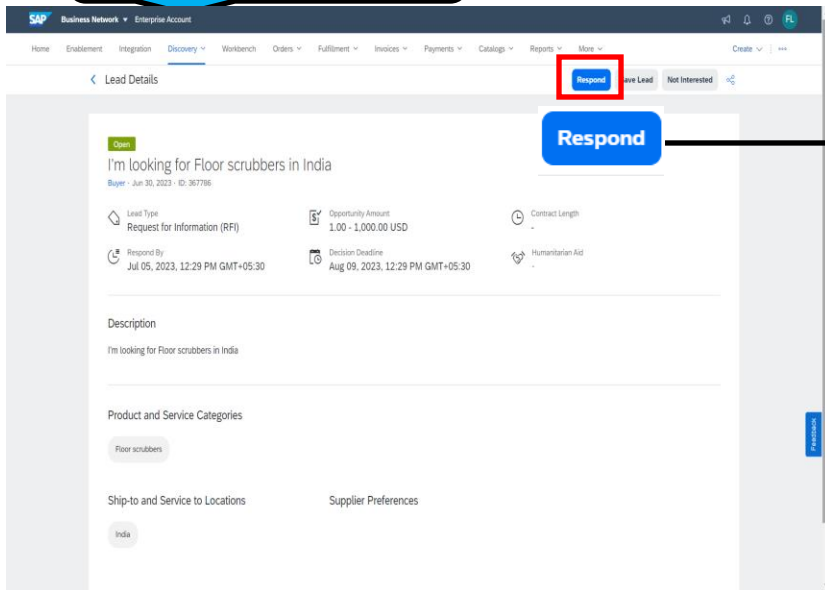 SAP Business Network Enterprise Account FL
Home Enablement Integration Discovery Workbench Orders Fulfillment Invoices Payments Catalogs Reports More Create
Lead Details Respond ave Lead Not Interested
Respond
Open
I'm looking for Floor scrubbers in India
Buyer - Jun 30, 2023 - ID: 367786
Lead Type Opportunity Amount Contract Length
Request for Information (RFI) 1.00 - 1,000.00 USD -
Respond By Decision Deadline Humanitarian Aid
Jul 05, 2023, 12:29 PM GMT+05:30 Aug 09, 2023, 12:29 PM GMT+05:30 -
Description
I'm looking for Floor scrubbers in India
Product and Service Categories
Feedback
Floor scrubbers
Ship-to and Service to Locations Supplier Preferences
India